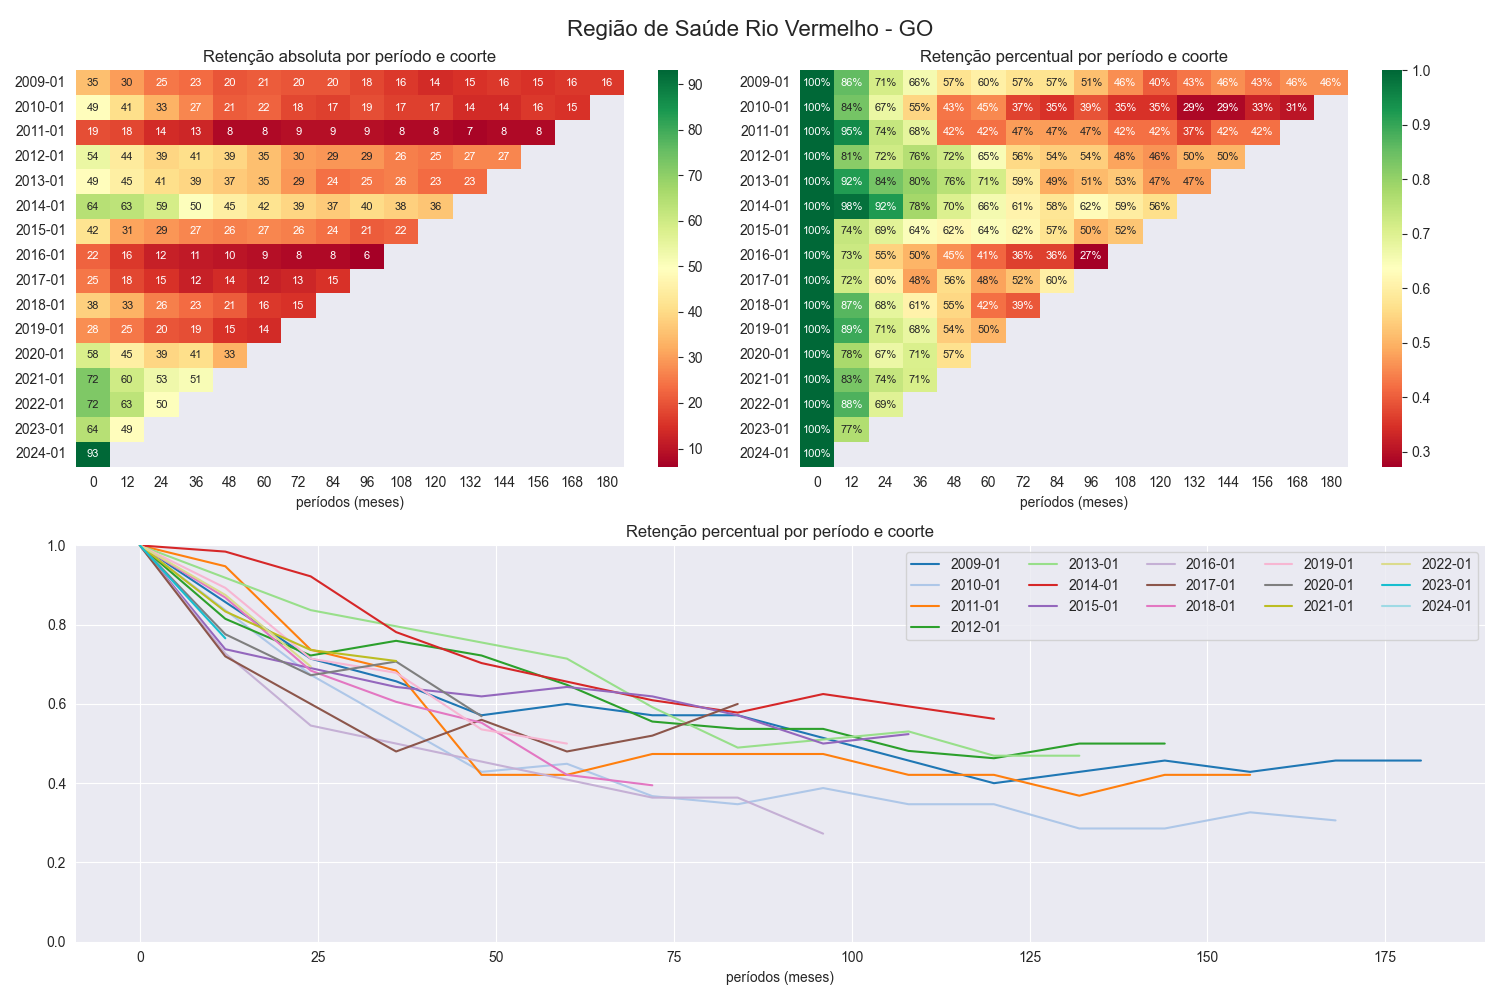 Região de Saúde Rio Vermelho - GO
Retenção absoluta por período e coorte
2009-01 35 30 25 23 20 21 20 20 18 16 14 15 16 15 16 16
2010-01 49 41 33 27 21 22 18 17 19 17 17 14 14 16 15
2011-01 19 18 14 13 8 8 9 9 9 8 8 7 8 8
2012-01 54 44 39 41 39 35 30 29 29 26 25 27 27
2013-01 49 45 41 39 37 35 29 24 25 26 23 23
2014-01 64 63 59 50 45 42 39 37 40 38 36
2015-01 42 31 29 27 26 27 26 24 21 22
2016-01 22 16 12 11 10 9 8 8 6
2017-01 25 18 15 12 14 12 13 15
2018-01 38 33 26 23 21 16 15
2019-01 28 25 20 19 15 14
2020-01 58 45 39 41 33
2021-01 72 60 53 51
2022-01 72 63 50
2023-01 64 49
2024-01 93
0 12 24 36 48 60 72 84 96 108 120 132 144 156 168 180
períodos (meses)
90
80
70
60
50
40
30
20
10
Retenção percentual por período e coorte
2009-01 100% 86% 71% 66% 57% 60% 57% 57% 51% 46% 40% 43% 46% 43% 46% 46%
2010-01 100% 84% 67% 55% 43% 45% 37% 35% 39% 35% 35% 29% 29% 33% 31%
2011-01 100% 95% 74% 68% 42% 42% 47% 47% 47% 42% 42% 37% 42% 42%
2012-01 100% 81% 72% 76% 72% 65% 56% 54% 54% 48% 46% 50% 50%
2013-01 100% 92% 84% 80% 76% 71% 59% 49% 51% 53% 47% 47%
2014-01 100% 98% 92% 78% 70% 66% 61% 58% 62% 59% 56%
2015-01 100% 74% 69% 64% 62% 64% 62% 57% 50% 52%
2016-01 100% 73% 55% 50% 45% 41% 36% 36% 27%
2017-01 100% 72% 60% 48% 56% 48% 52% 60%
2018-01 100% 87% 68% 61% 55% 42% 39%
2019-01 100% 89% 71% 68% 54% 50%
2020-01 100% 78% 67% 71% 57%
2021-01 100% 83% 74% 71%
2022-01 100% 88% 69%
2023-01 100% 77%
2024-01 100%
0 12 24 36 48 60 72 84 96 108 120 132 144 156 168 180
períodos (meses)
1.0
0.9
0.8
0.7
0.6
0.5
0.4
0.3
Retenção percentual por período e coorte
1.0
0.8
0.6
0.4
0.2
0.0
2009-01 2013-01 2016-01 2019-01 2022-01
2010-01 2014-01 2017-01 2020-01 2023-01
2011-01 2015-01 2018-01 2021-01 2024-01
2012-01
0 25 50 75 100 125 150 175
períodos (meses)